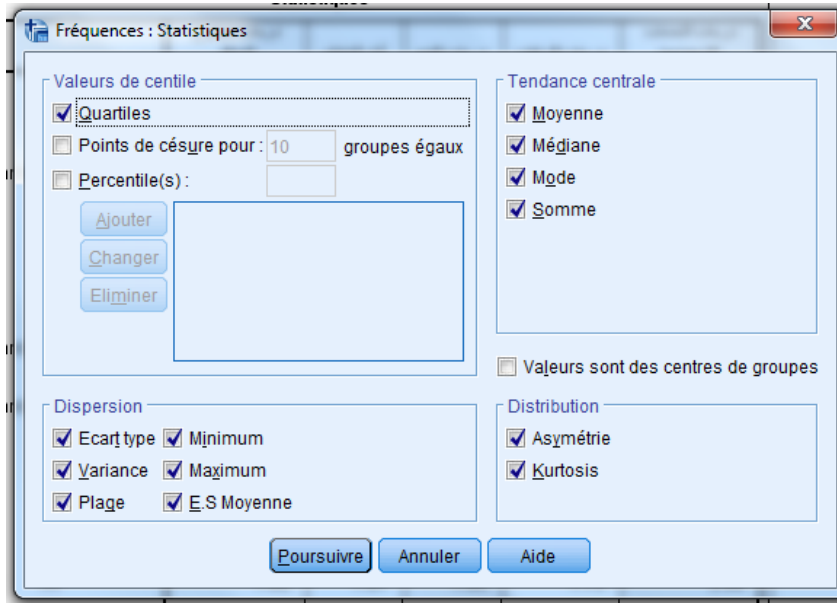 Fréquences : Statistiques
Valeurs de centile
Quartiles
Points de césure pour : 10 groupes égaux
Percentile(s) :
Ajouter
Changer
Eliminer
Tendance centrale
Moyenne
Médiane
Mode
Somme
Valeurs sont des centres de groupes
Dispersion
Ecart type Minimum
Variance Maximum
Plage E.S Moyenne
Distribution
Asymétrie
Kurtosis
Poursuivre Annuler Aide